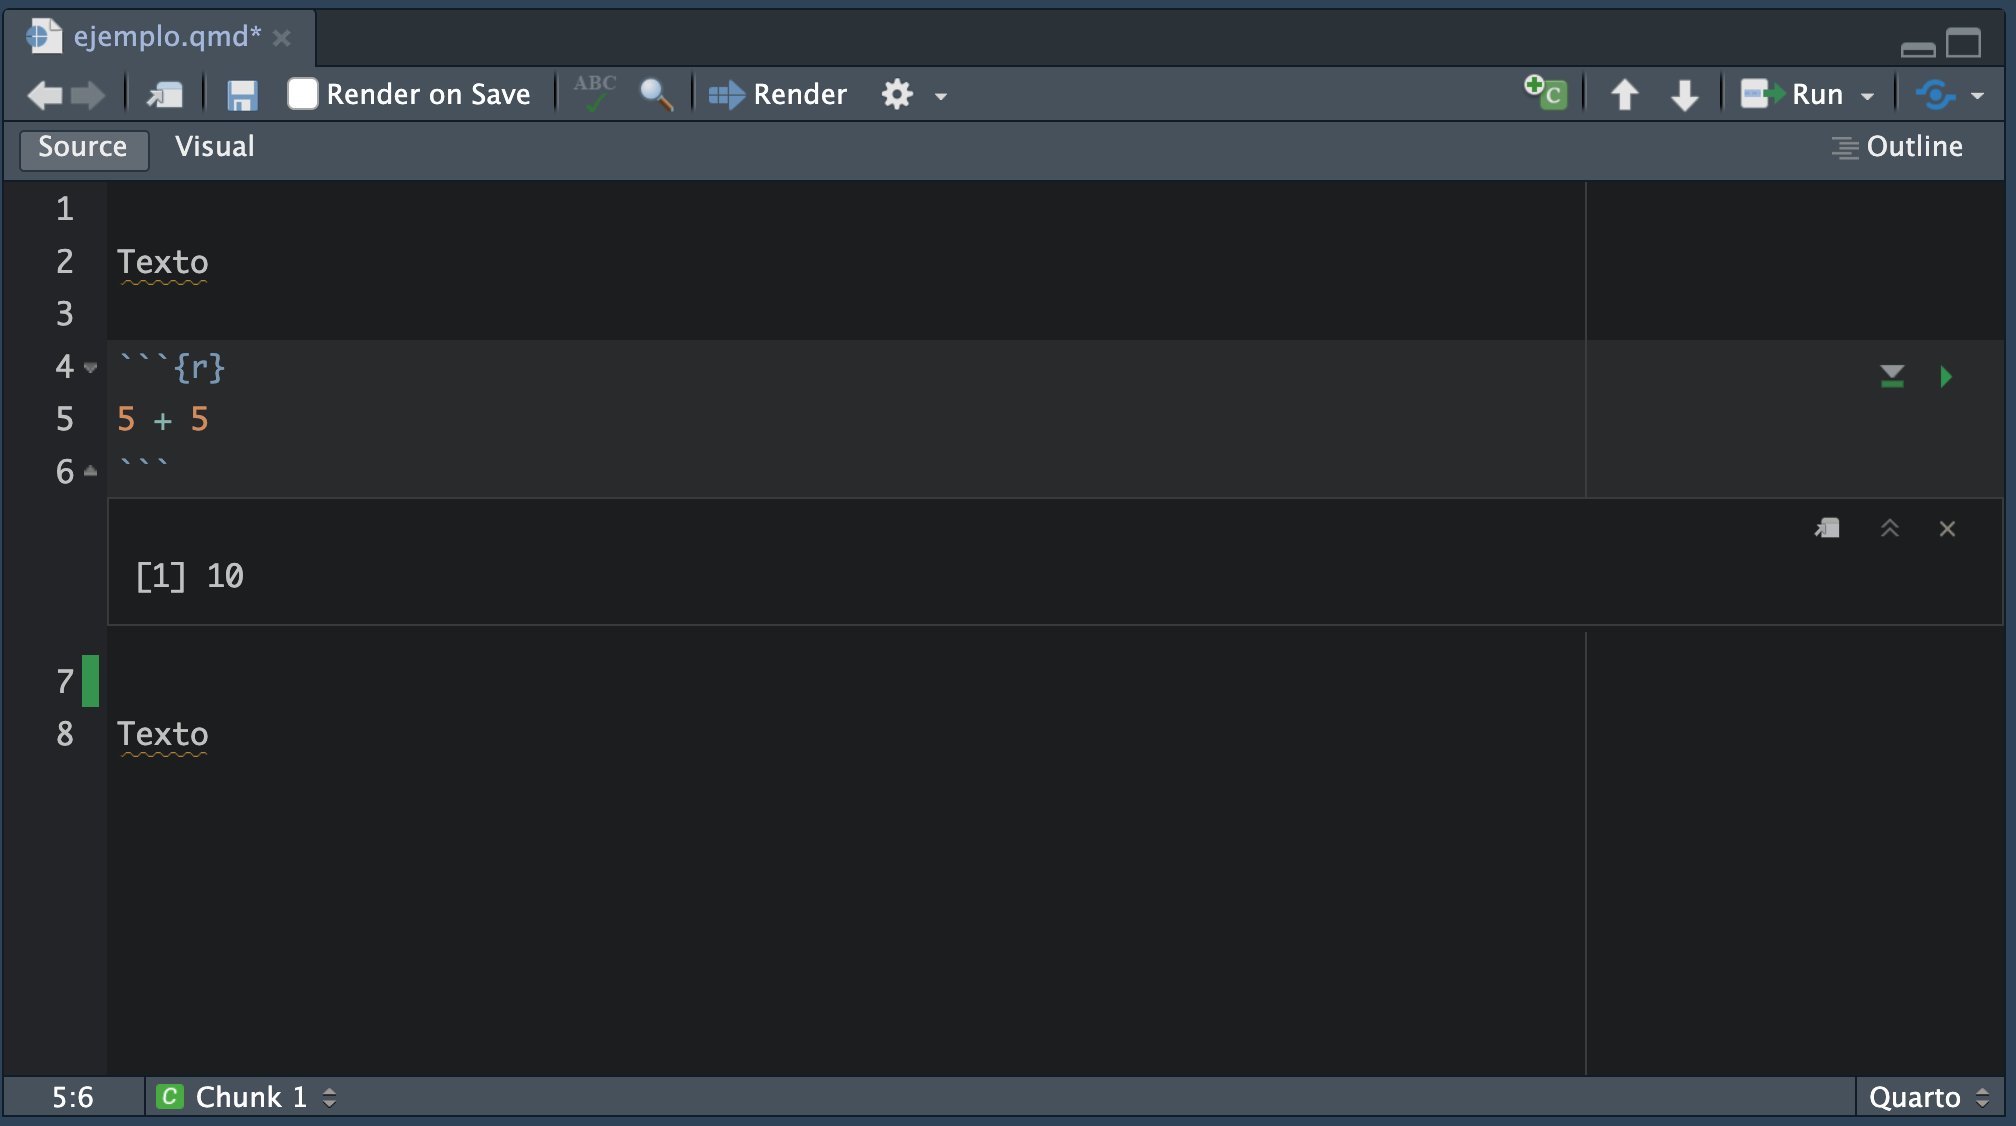 ejemplo.qmd*
Render on Save ABC Render Run
Source Visual Outline
1
2 Texto
3
4 ```{r}
5 5 + 5
6 ```
[1] 10
7
8 Texto
5:6 C Chunk 1 Quarto